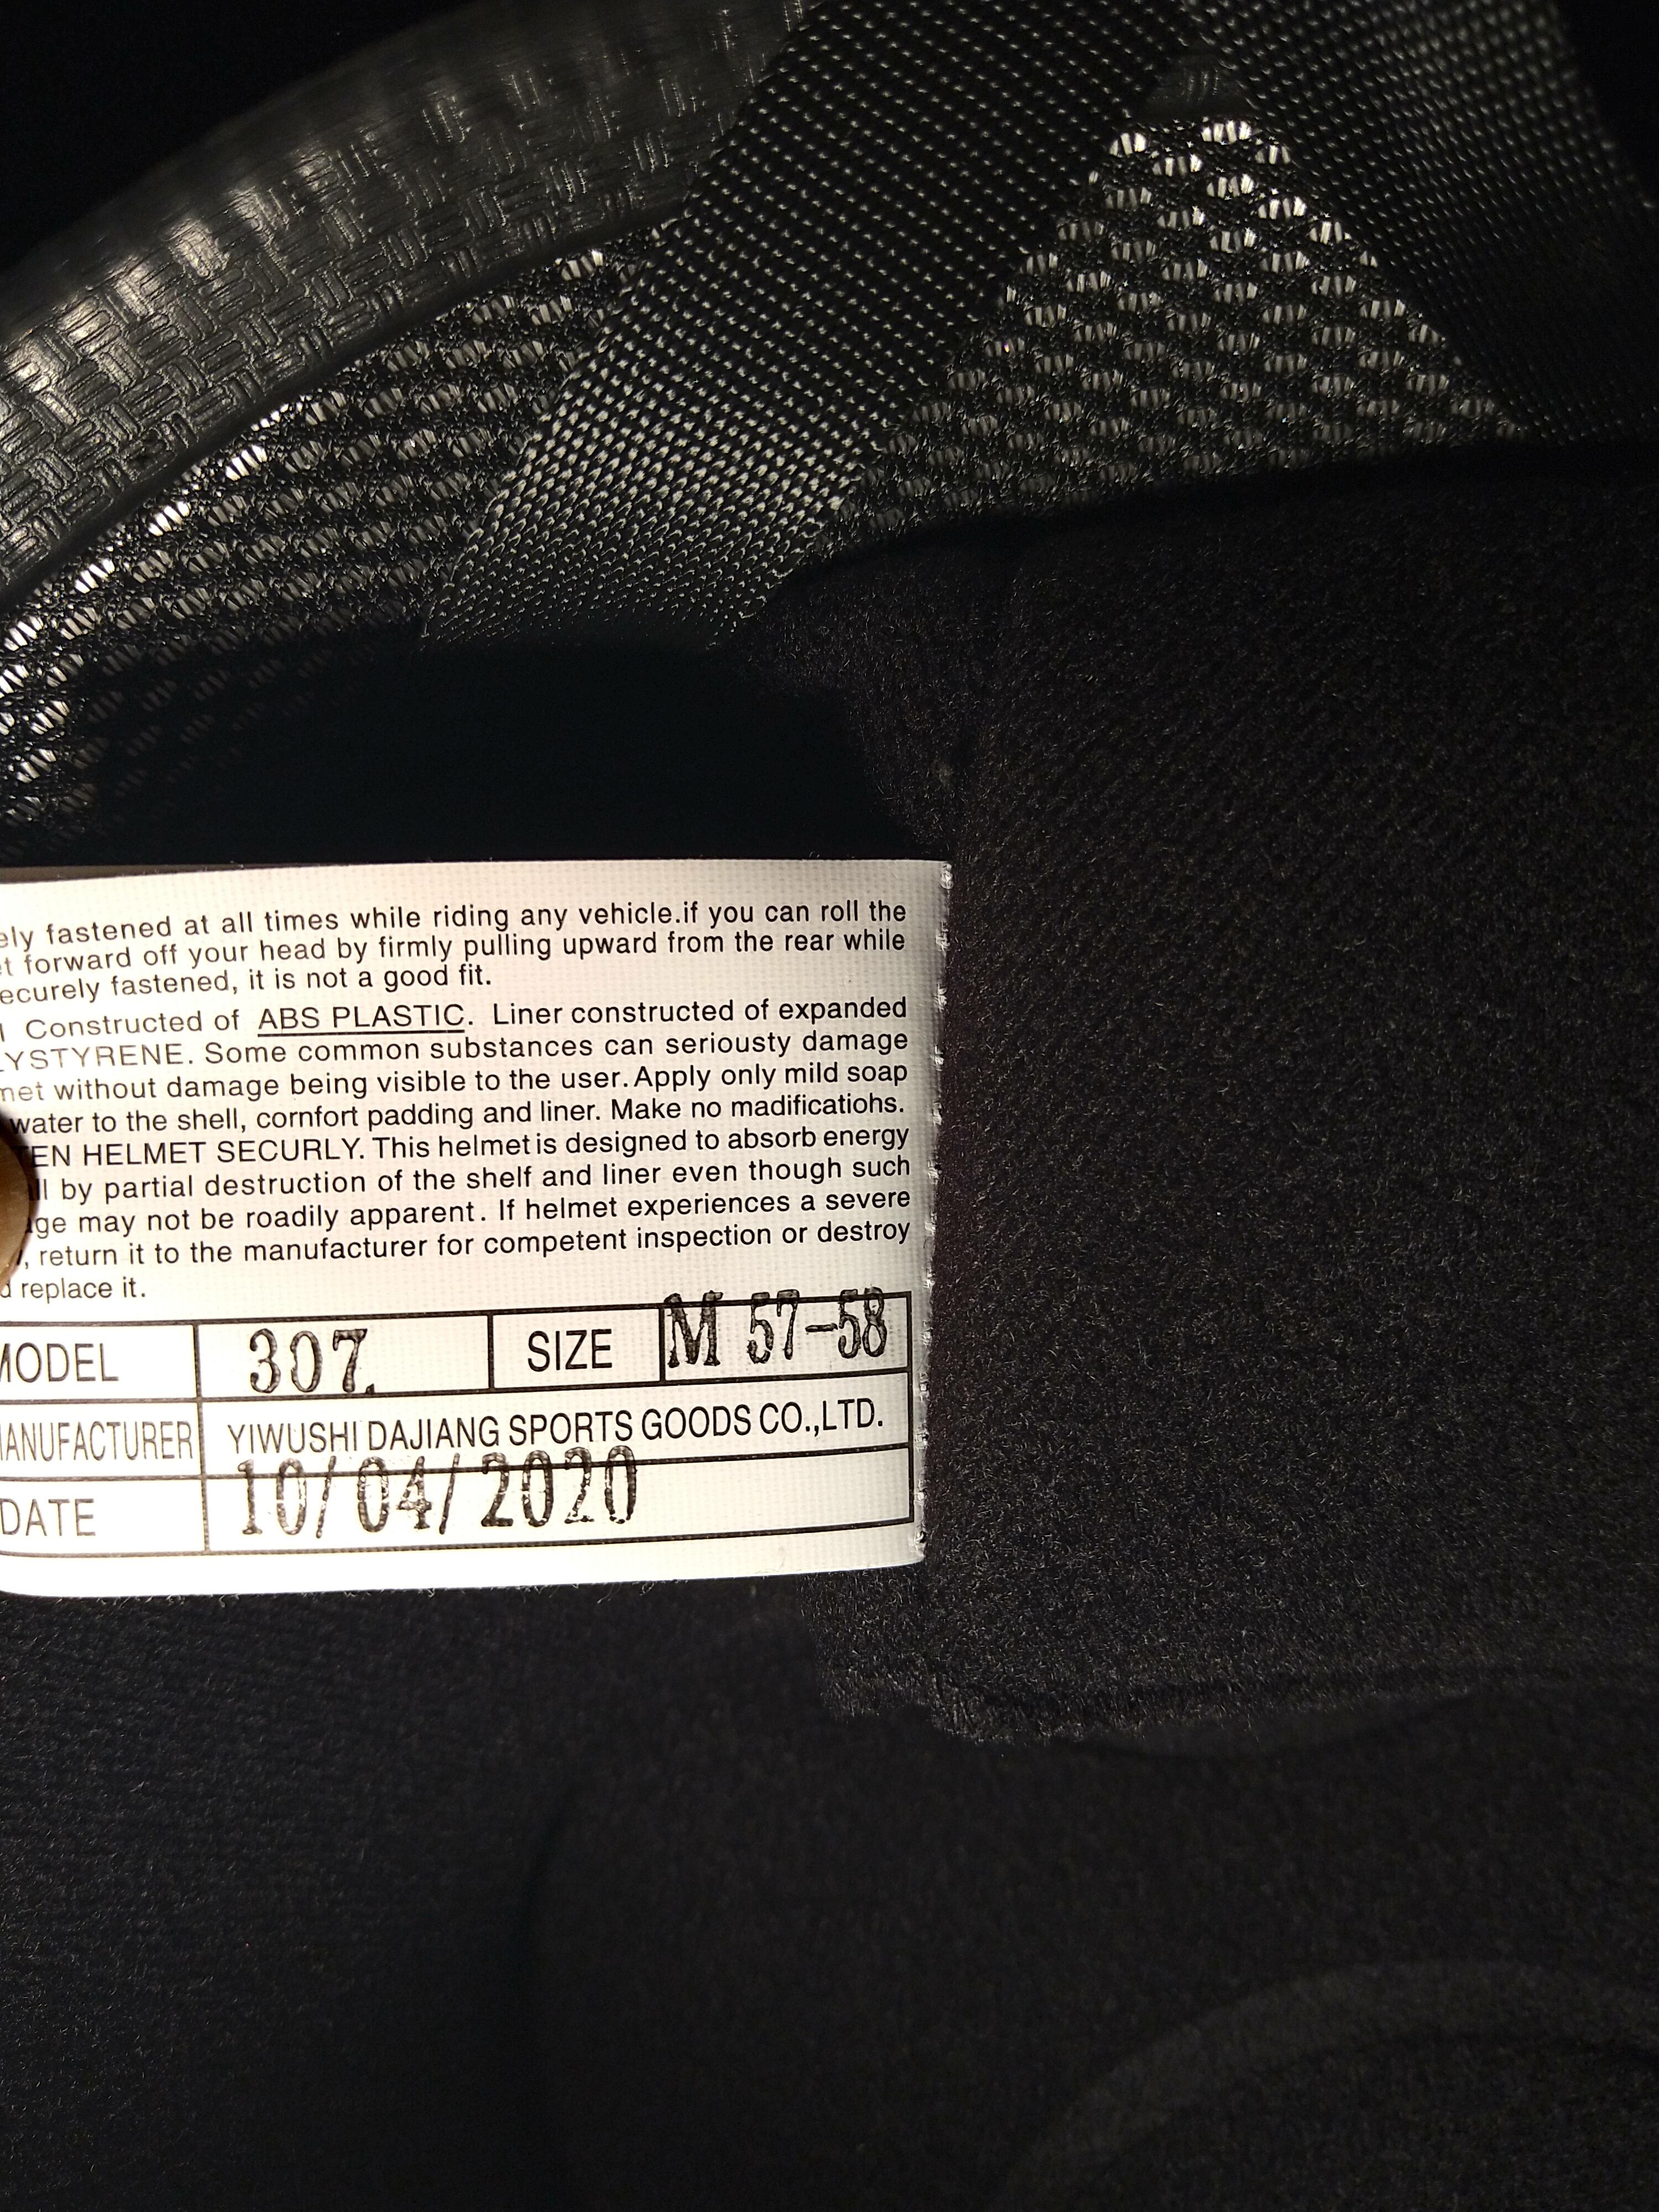 ely fastened at all times while riding any vehicle.if you can roll the
et forward off your head by firmly pulling upward from the rear while
ecurely fastened, it is not a good fit.
Constructed of ABS PLASTIC. Liner constructed of expanded
LYSTYRENE. Some common substances can seriousty damage
met without damage being visible to the user. Apply only mild soap
water to the shell, cornfort padding and liner. Make no madificatiohs.
TEN HELMET SECURLY. This helmet is designed to absorb energy
ll by partial destruction of the shelf and liner even though such
age may not be roadily apparent. If helmet experiences a severe
, return it to the manufacturer for competent inspection or destroy
d replace it.
MODEL 307. SIZE M 57-58
MANUFACTURER YIWUSHI DAJIANG SPORTS GOODS CO.,LTD.
DATE 10/04/2020